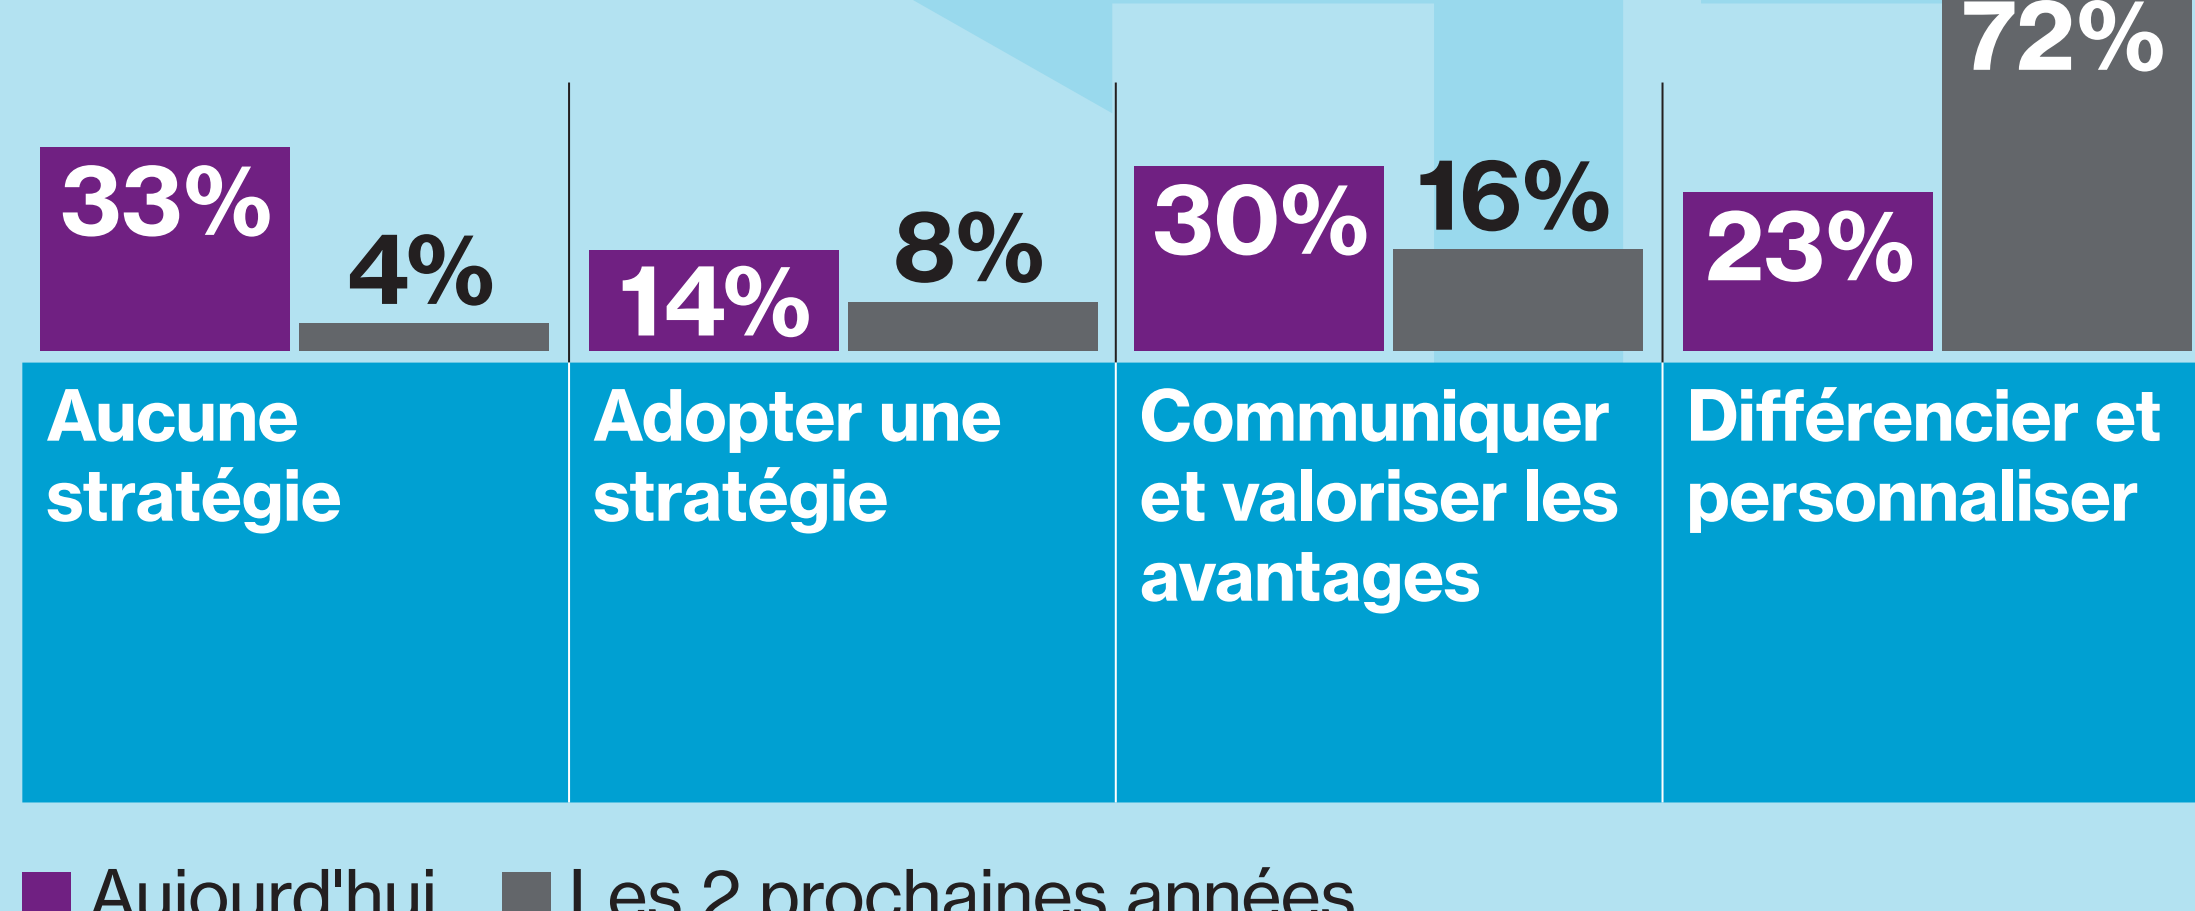 72%
33%
4%
14%
8%
30%
16%
23%
Aucune
stratégie
Adopter une
stratégie
Communiquer
et valoriser les
avantages
Différencier et
personnaliser
Aujourd'hui
Les 2 prochaines années